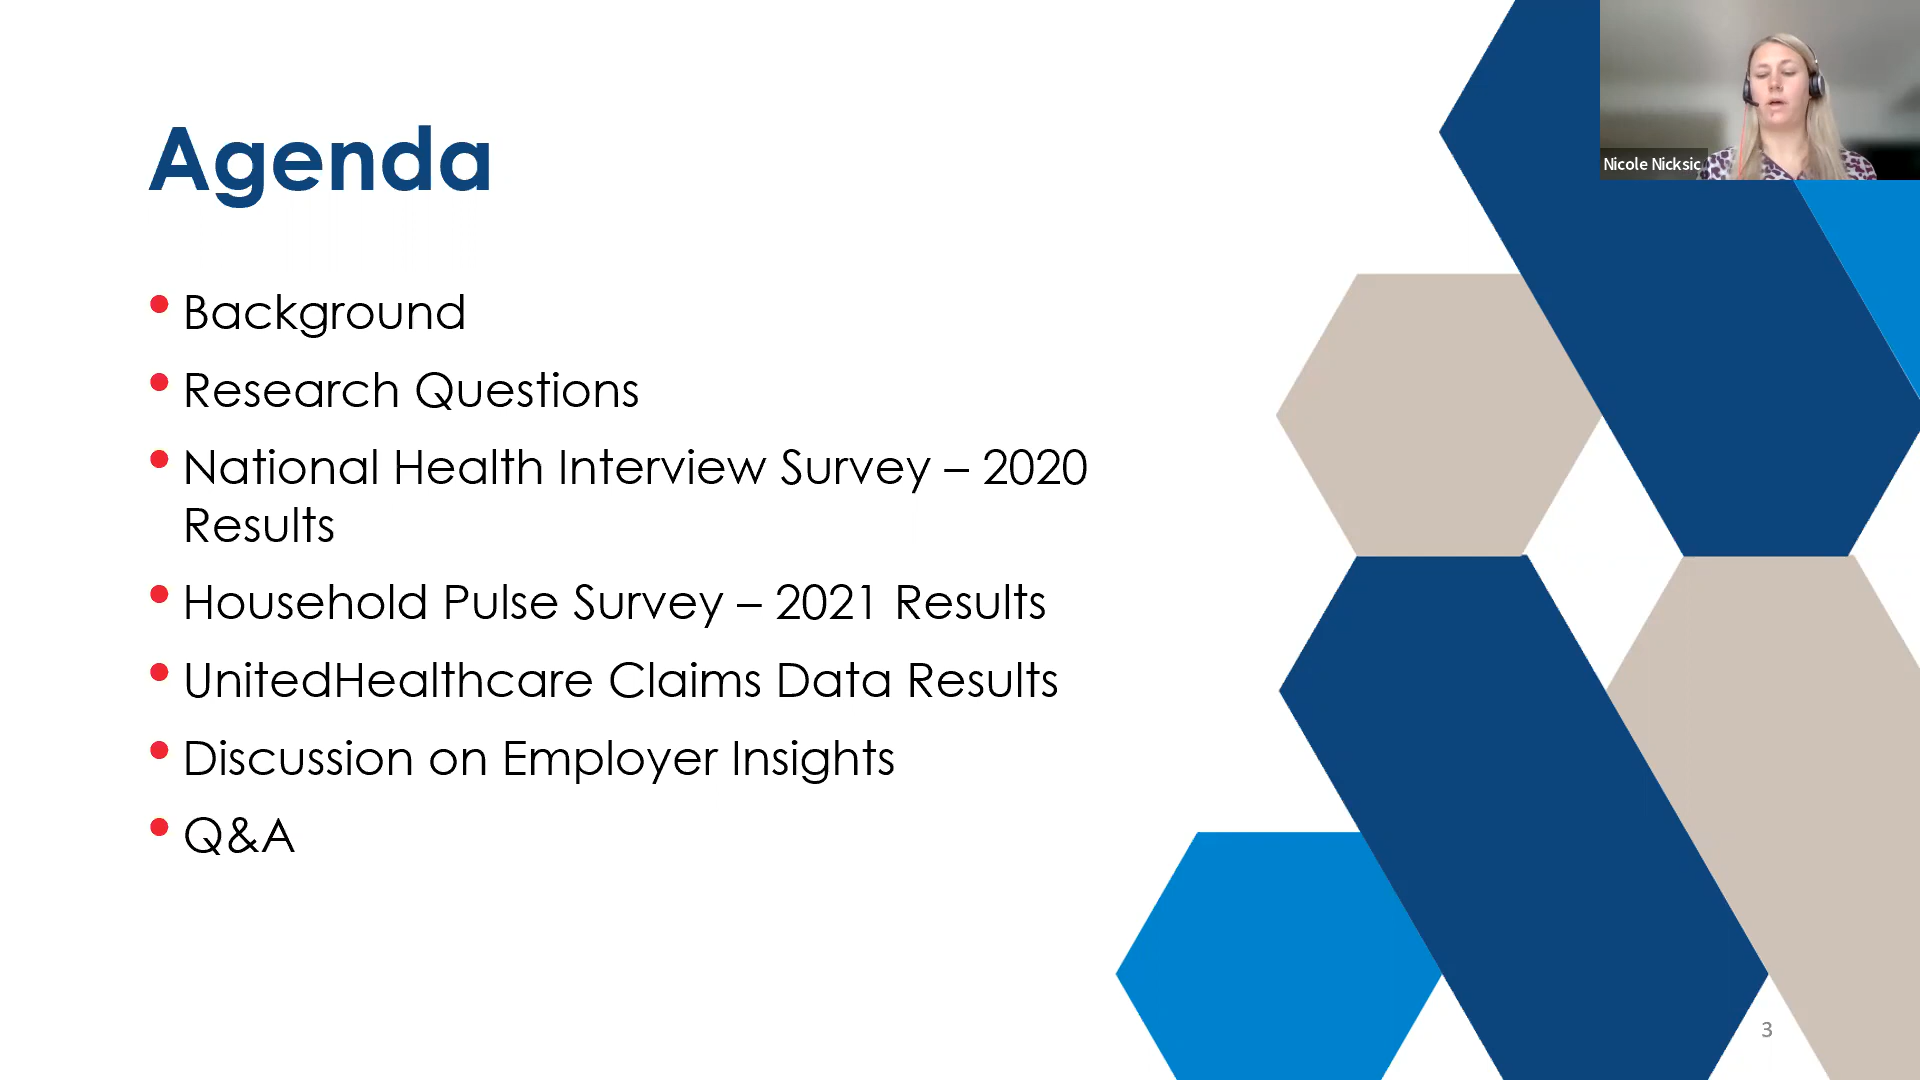 Agenda
Nicole Nicksic
• Background
• Research Questions
• National Health Interview Survey – 2020
Results
• Household Pulse Survey – 2021 Results
• UnitedHealthcare Claims Data Results
• Discussion on Employer Insights
• Q&A
3